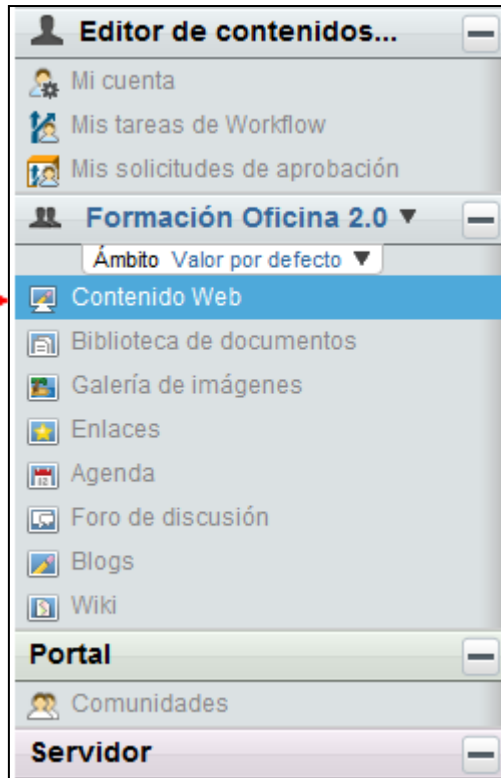 Editor de contenidos...
Mi cuenta
Mis tareas de Workflow
Mis solicitudes de aprobación
Formación Oficina 2.0
Ámbito Valor por defecto
Contenido Web
Biblioteca de documentos
Galería de imágenes
Enlaces
Agenda
Foro de discusión
Blogs
Wiki
Portal
Comunidades
Servidor